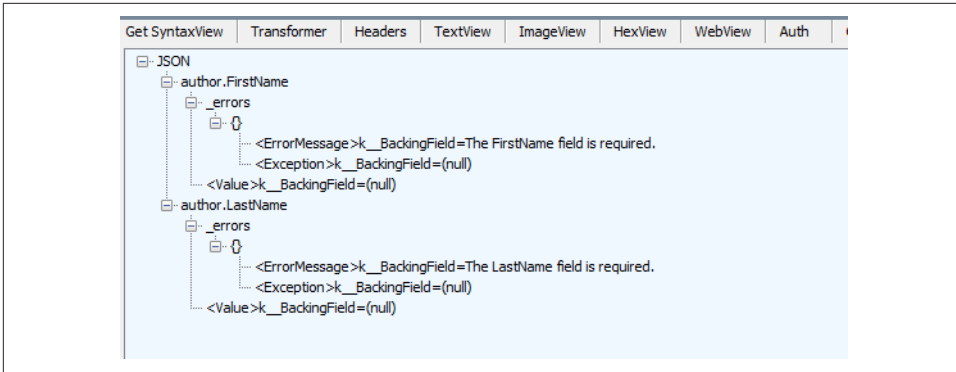 Get SyntaxView Transformer Headers TextView ImageView HexView WebView Auth
JSON
author.FirstName
_errors
{}
<ErrorMessage>k__BackingField=The FirstName field is required.
<Exception>k__BackingField=(null)
<Value>k__BackingField=(null)
author.LastName
_errors
{}
<ErrorMessage>k__BackingField=The LastName field is required.
<Exception>k__BackingField=(null)
<Value>k__BackingField=(null)